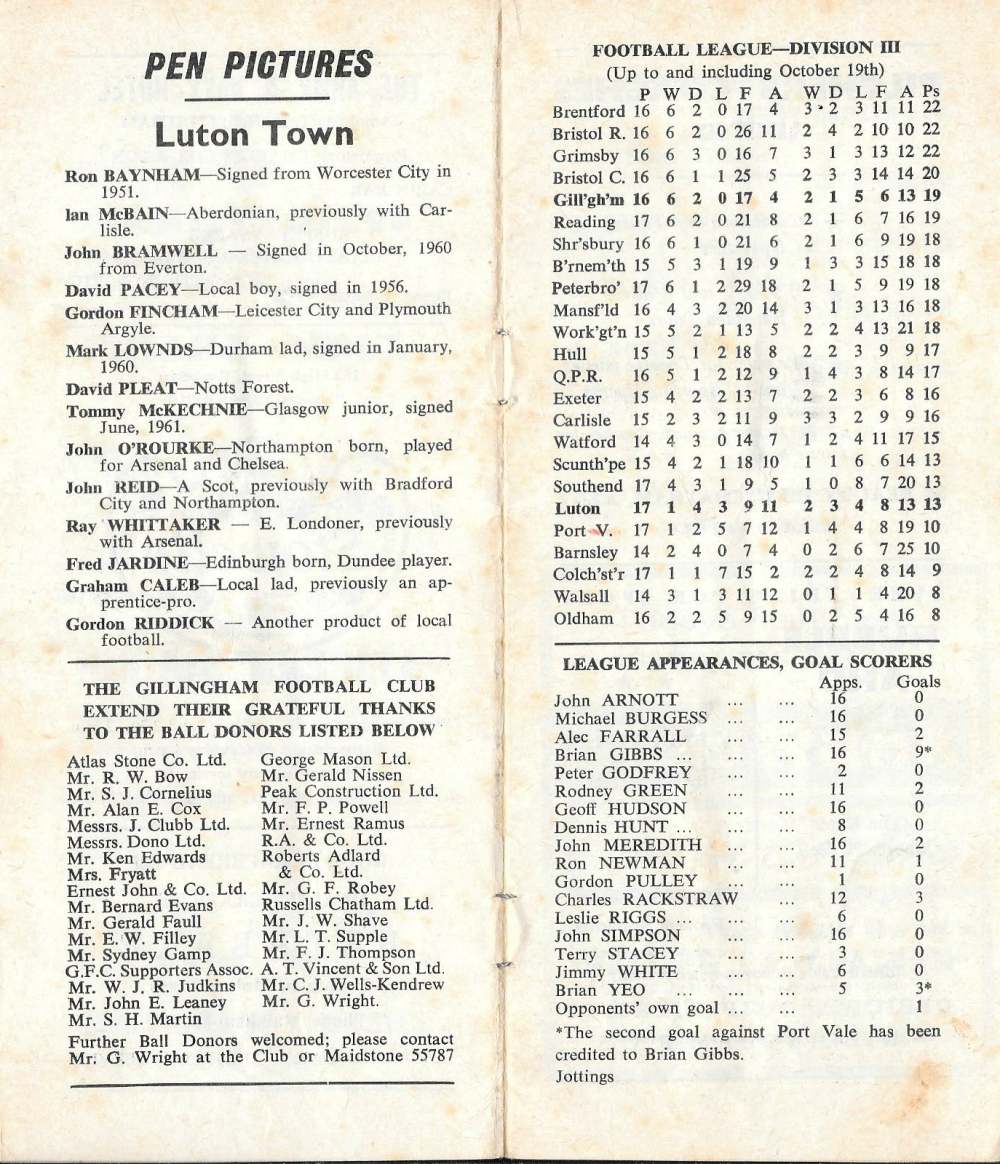 PEN PICTURES
Luton Town
Ron BAYNHAM—Signed from Worcester City in
1951.
Ian McBAIN—Aberdonian, previously with Car-
lisle.
John BRAMWELL — Signed in October, 1960
from Everton.
David PACEY—Local boy, signed in 1956.
Gordon FINCHAM—Leicester City and Plymouth
Argyle.
Mark LOWNDS—Durham lad, signed in January,
1960.
David PLEAT—Notts Forest.
Tommy McKECHNIE—Glasgow junior, signed
June, 1961.
John O'ROURKE—Northampton born, played
for Arsenal and Chelsea.
John REID—A Scot, previously with Bradford
City and Northampton.
Ray WHITTAKER — E. Londoner, previously
with Arsenal.
Fred JARDINE—Edinburgh born, Dundee player.
Graham CALEB—Local lad, previously an ap-
prentice-pro.
Gordon RIDDICK — Another product of local
football.
THE GILLINGHAM FOOTBALL CLUB
EXTEND THEIR GRATEFUL THANKS
TO THE BALL DONORS LISTED BELOW
Atlas Stone Co. Ltd.
Mr. R. W. Bow
Mr. S. J. Cornelius
Mr. Alan E. Cox
Messrs. J. Clubb Ltd.
Messrs. Dono Ltd.
Mr. Ken Edwards
Mrs. Fryatt
Ernest John & Co. Ltd.
Mr. Bernard Evans
Mr. Gerald Faull
Mr. E. W. Filley
Mr. Sydney Gamp
G.F.C. Supporters Assoc.
Mr. W. J. R. Judkins
Mr. John E. Leaney
Mr. S. H. Martin
George Mason Ltd.
Mr. Gerald Nissen
Peak Construction Ltd.
Mr. F. P. Powell
Mr. Ernest Ramus
R.A. & Co. Ltd.
Roberts Adlard
& Co. Ltd.
Mr. G. F. Robey
Russells Chatham Ltd.
Mr. J. W. Shave
Mr. L. T. Supple
Mr. F. J. Thompson
A. T. Vincent & Son Ltd.
Mr. C. J. Wells-Kendrew
Mr. G. Wright.
Further Ball Donors welcomed; please contact
Mr. G. Wright at the Club or Maidstone 55787
FOOTBALL LEAGUE—DIVISION III
(Up to and including October 19th)
P W D L F A W D L F A Ps
Brentford 16 6 2 0 17 4 3 2 3 11 11 22
Bristol R. 16 6 2 0 26 11 2 4 2 10 10 22
Grimsby 16 6 3 0 16 7 3 1 3 13 12 22
Bristol C. 16 6 1 1 25 5 2 3 3 14 14 20
Gill'gh'm 16 6 2 0 17 4 2 1 5 6 13 19
Reading 17 6 2 0 21 8 2 1 6 7 16 19
Shr'sbury 16 6 1 0 21 6 2 1 6 9 19 18
B'rnem'th 15 5 3 1 19 9 1 3 3 15 18 18
Peterbro' 17 6 1 2 29 18 2 1 5 9 19 18
Mansf'ld 16 4 3 2 20 14 3 1 3 13 16 18
Work'gt'n 15 5 2 1 13 5 2 2 4 13 21 18
Hull 15 5 1 2 18 8 2 2 3 9 9 17
Q.P.R. 16 5 1 2 12 9 1 4 3 8 14 17
Exeter 15 4 2 2 13 7 2 2 3 6 8 16
Carlisle 15 2 3 2 11 9 3 3 2 9 9 16
Watford 14 4 3 0 14 7 1 2 4 11 17 15
Scunth'pe 15 4 2 1 18 10 1 1 6 6 14 13
Southend 17 4 3 1 9 5 1 0 8 7 20 13
Luton 17 1 4 3 9 11 2 3 4 8 13 13
Port V. 17 1 2 5 7 12 1 4 4 8 19 10
Barnsley 14 2 4 0 7 4 0 2 6 7 25 10
Colch'st'r 17 1 1 7 15 2 2 2 4 8 14 9
Walsall 14 3 1 3 11 12 0 1 1 4 20 8
Oldham 16 2 2 5 9 15 0 2 5 4 16 8
LEAGUE APPEARANCES, GOAL SCORERS
Apps. Goals
John ARNOTT ... ... 16 0
Michael BURGESS ... ... 16 0
Alec FARRALL ... ... 15 2
Brian GIBBS ... ... ... 16 9*
Peter GODFREY ... ... 2 0
Rodney GREEN ... ... 11 2
Geoff HUDSON ... ... 16 0
Dennis HUNT ... ... ... 8 0
John MEREDITH ... ... 16 2
Ron NEWMAN ... ... 11 1
Gordon PULLEY ... ... 1 0
Charles RACKSTRAW ... 12 3
Leslie RIGGS ... ... ... 6 0
John SIMPSON ... ... 16 0
Terry STACEY ... ... 3 0
Jimmy WHITE ... ... 6 0
Brian YEO ... ... ... 5 3*
Opponents' own goal ... ... 1
*The second goal against Port Vale has been
credited to Brian Gibbs.
Jottings